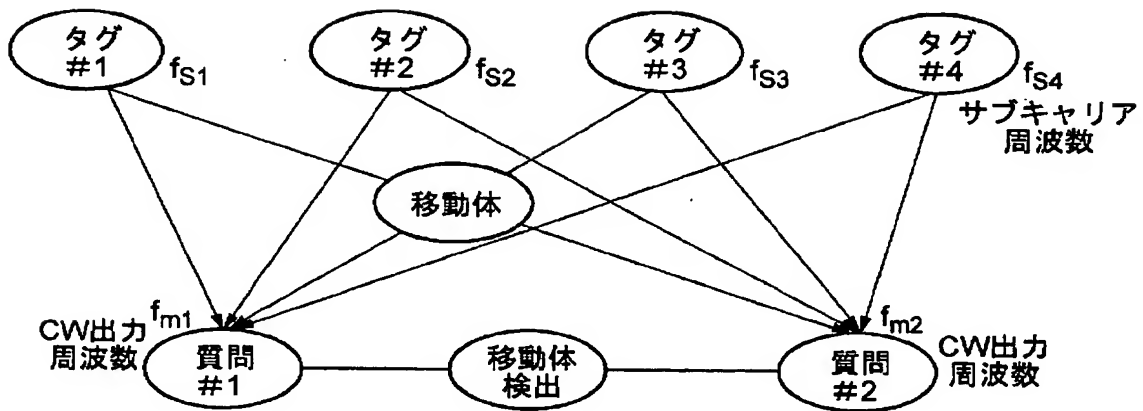 タグ
#1
fS1
タグ
#2
fS2
タグ
#3
fS3
タグ
#4
fS4
サブキャリア
周波数
移動体
CW出力
周波数
fm1
質問
#1
移動体
検出
fm2
質問
#2
CW出力
周波数